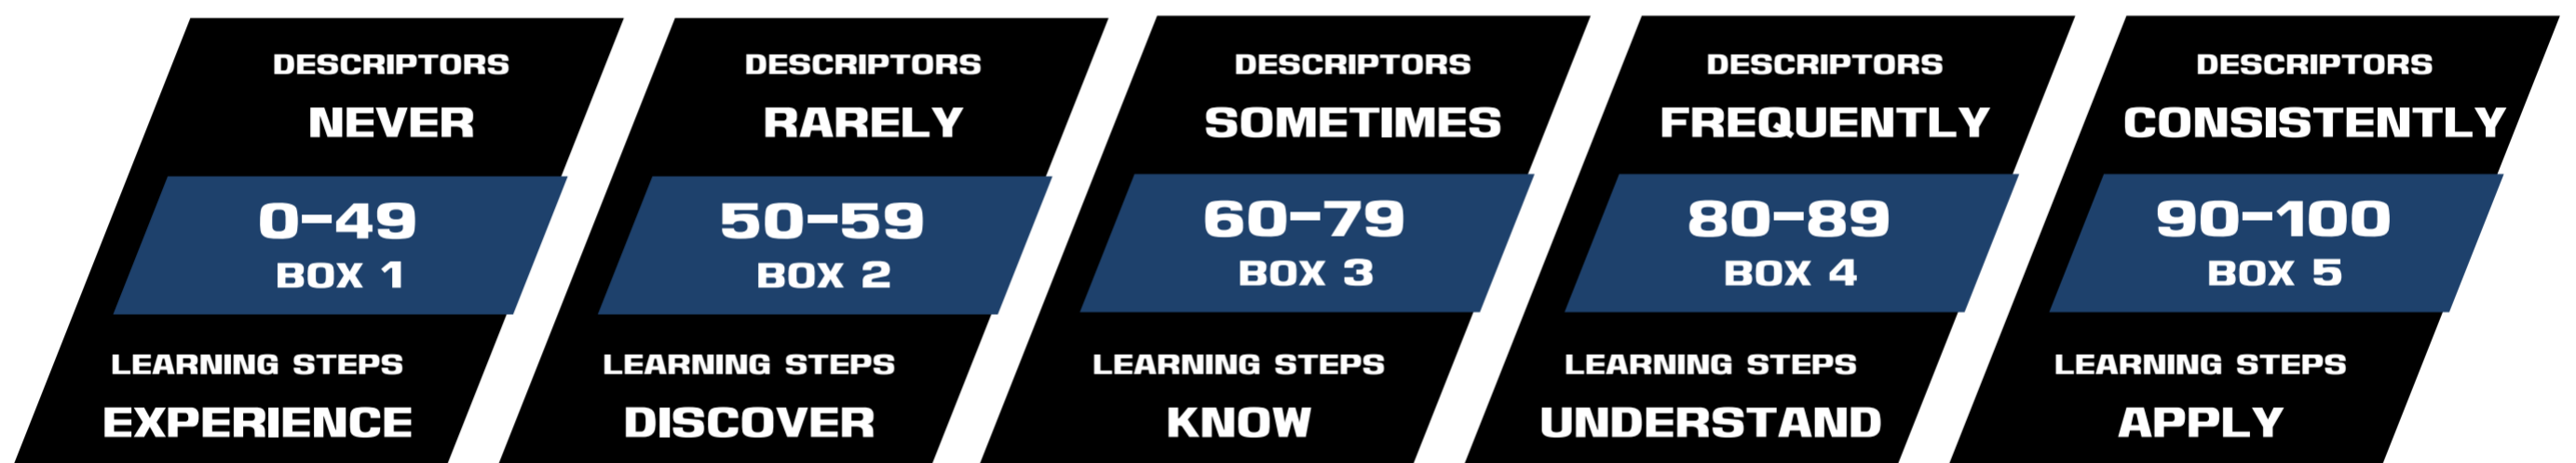 DESCRIPTORS
NEVER
0–49
BOX 1
LEARNING STEPS
EXPERIENCE
DESCRIPTORS
RARELY
50–59
BOX 2
LEARNING STEPS
DISCOVER
DESCRIPTORS
SOMETIMES
60–79
BOX 3
LEARNING STEPS
KNOW
DESCRIPTORS
FREQUENTLY
80–89
BOX 4
LEARNING STEPS
UNDERSTAND
DESCRIPTORS
CONSISTENTLY
90–100
BOX 5
LEARNING STEPS
APPLY